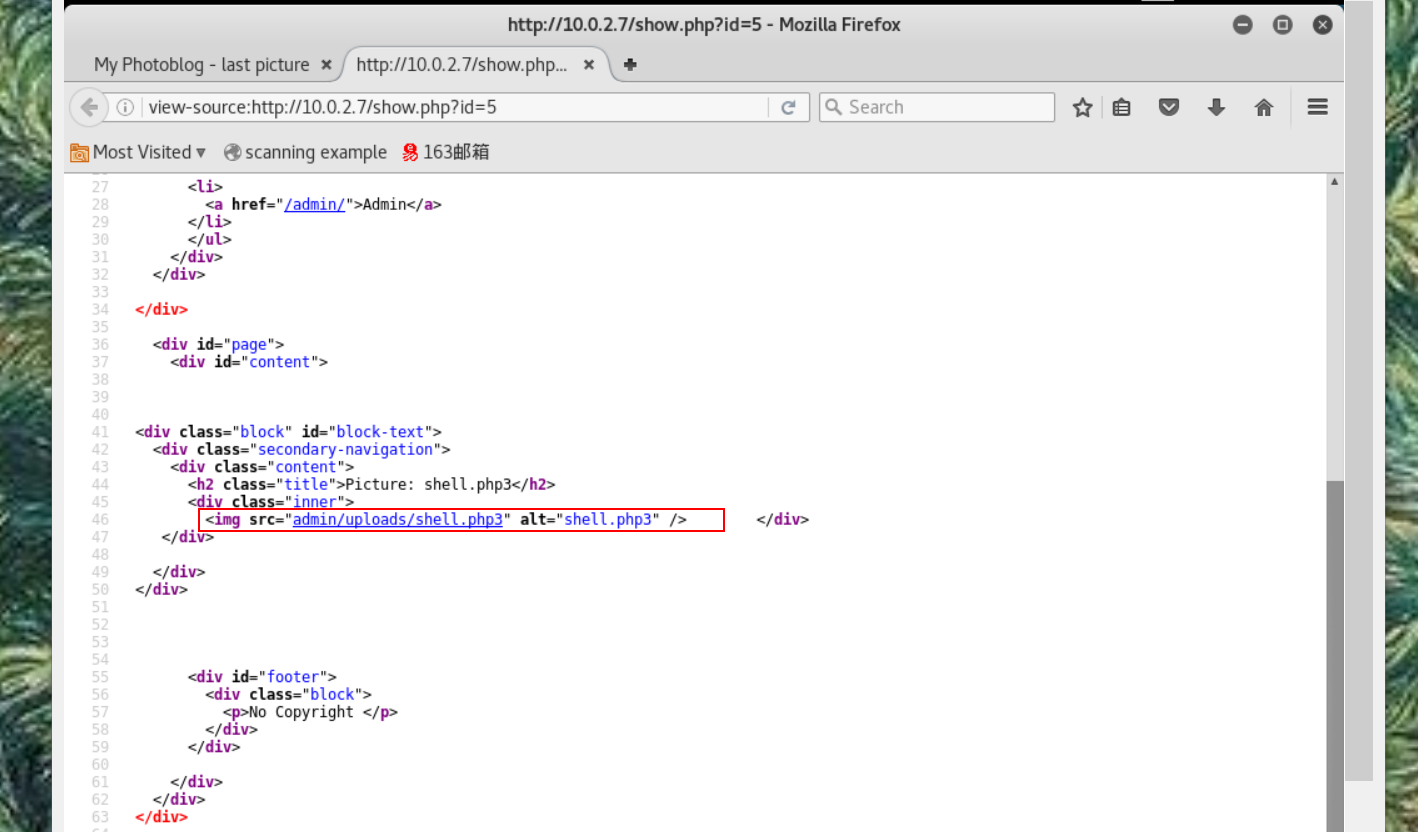 http://10.0.2.7/show.php?id=5 - Mozilla Firefox
My Photoblog - last picture × http://10.0.2.7/show.php... ×
view-source:http://10.0.2.7/show.php?id=5 Search
Most Visited scanning example 163邮箱
27 <li>
28 <a href="/admin/">Admin</a>
29 </li>
30 </ul>
31 </div>
32 </div>
33
34 </div>
35
36 <div id="page">
37 <div id="content">
38
39
40
41 <div class="block" id="block-text">
42 <div class="secondary-navigation">
43 <div class="content">
44 <h2 class="title">Picture: shell.php3</h2>
45 <div class="inner">
46 <img src="admin/uploads/shell.php3" alt="shell.php3" /> </div>
47 </div>
48
49 </div>
50 </div>
51
52
53
54
55 <div id="footer">
56 <div class="block">
57 <p>No Copyright </p>
58 </div>
59 </div>
60
61 </div>
62 </div>
63 </div>